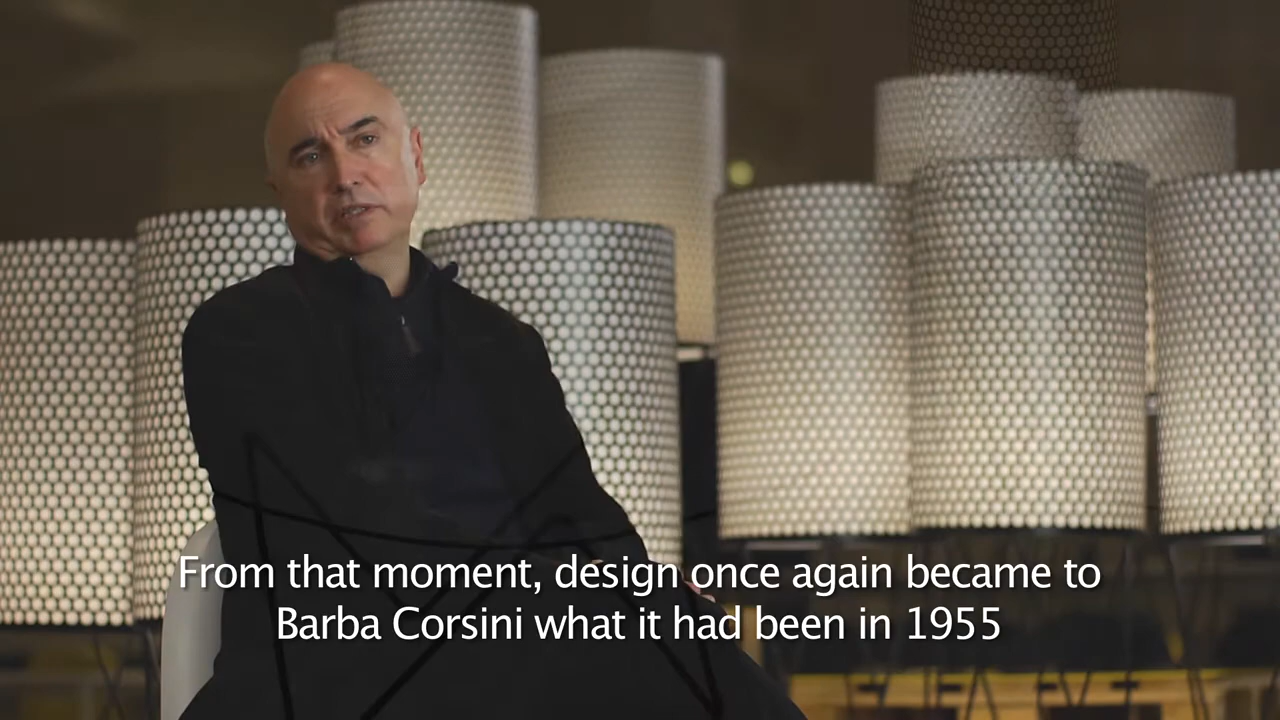 From that moment, design once again became to
Barba Corsini what it had been in 1955